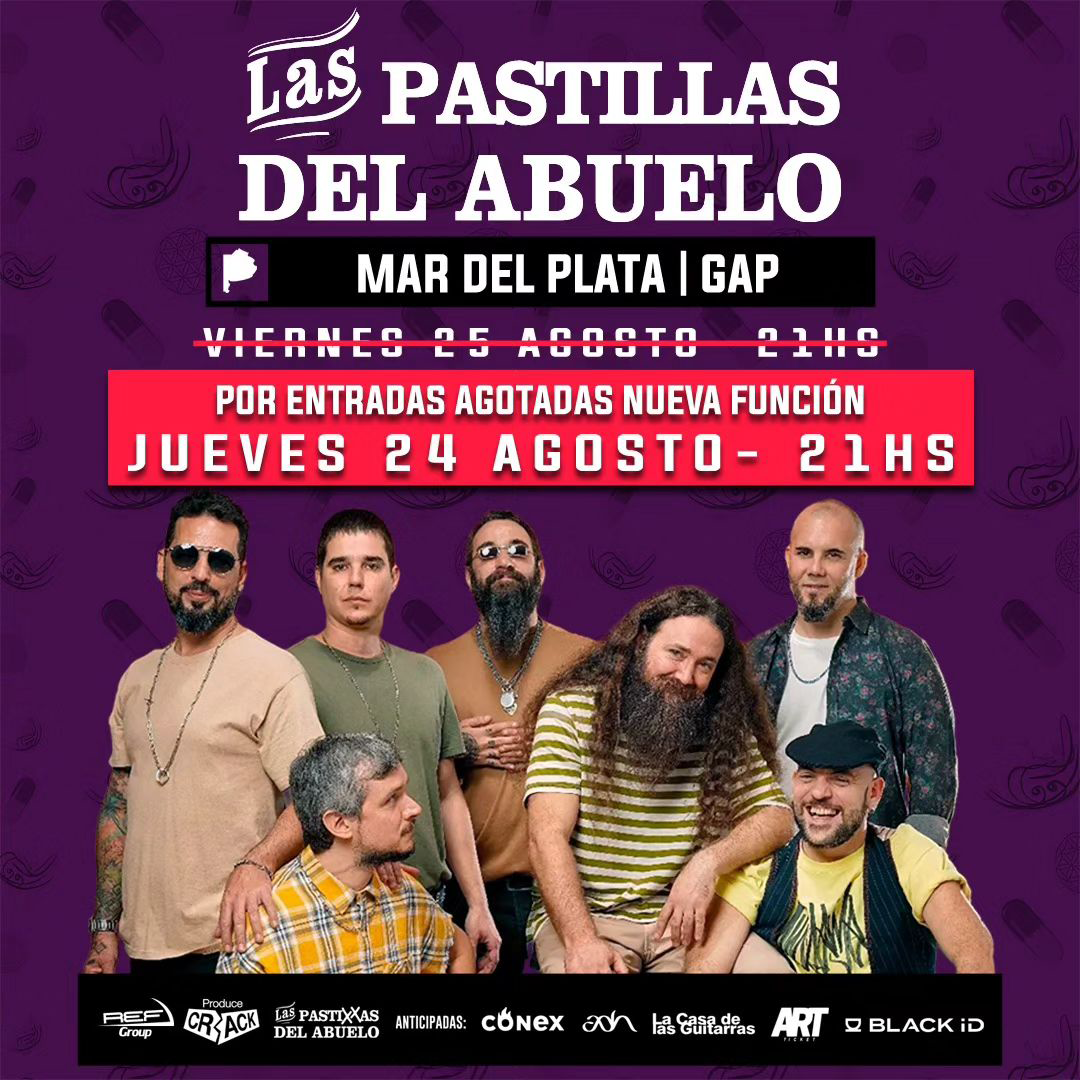 Las PASTILLAS
DEL ABUELO
MAR DEL PLATA | GAP
VIERNES 25 AGOSTO - 21HS
POR ENTRADAS AGOTADAS NUEVA FUNCIÓN
JUEVES 24 AGOSTO- 21HS
REF Group
Produce CRACK
Las PASTIXXAS DEL ABUELO
ANTICIPADAS:
CONEX
adn
La Casa de las Guitarras
ART TICKET
BLACK iD